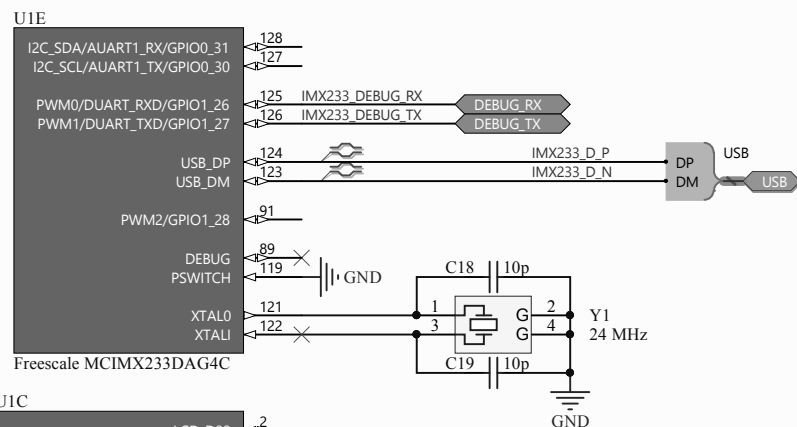 U1E
I2C_SDA/AUART1_RX/GPIO0_31 128
I2C_SCL/AUART1_TX/GPIO0_30 127
PWM0/DUART_RXD/GPIO1_26 125 IMX233_DEBUG_RX DEBUG_RX
PWM1/DUART_TXD/GPIO1_27 126 IMX233_DEBUG_TX DEBUG_TX
USB
USB_DP 124 IMX233_D_P DP
USB_DM 123 IMX233_D_N DM USB
PWM2/GPIO1_28 91
DEBUG 89
PSWITCH 119 GND
C18 10p
XTAL0 121 1 G 2 Y1
XTALI 122 3 G 4 24 MHz
Freescale MCIMX233DAG4C
C19 10p
GND
U1C
2